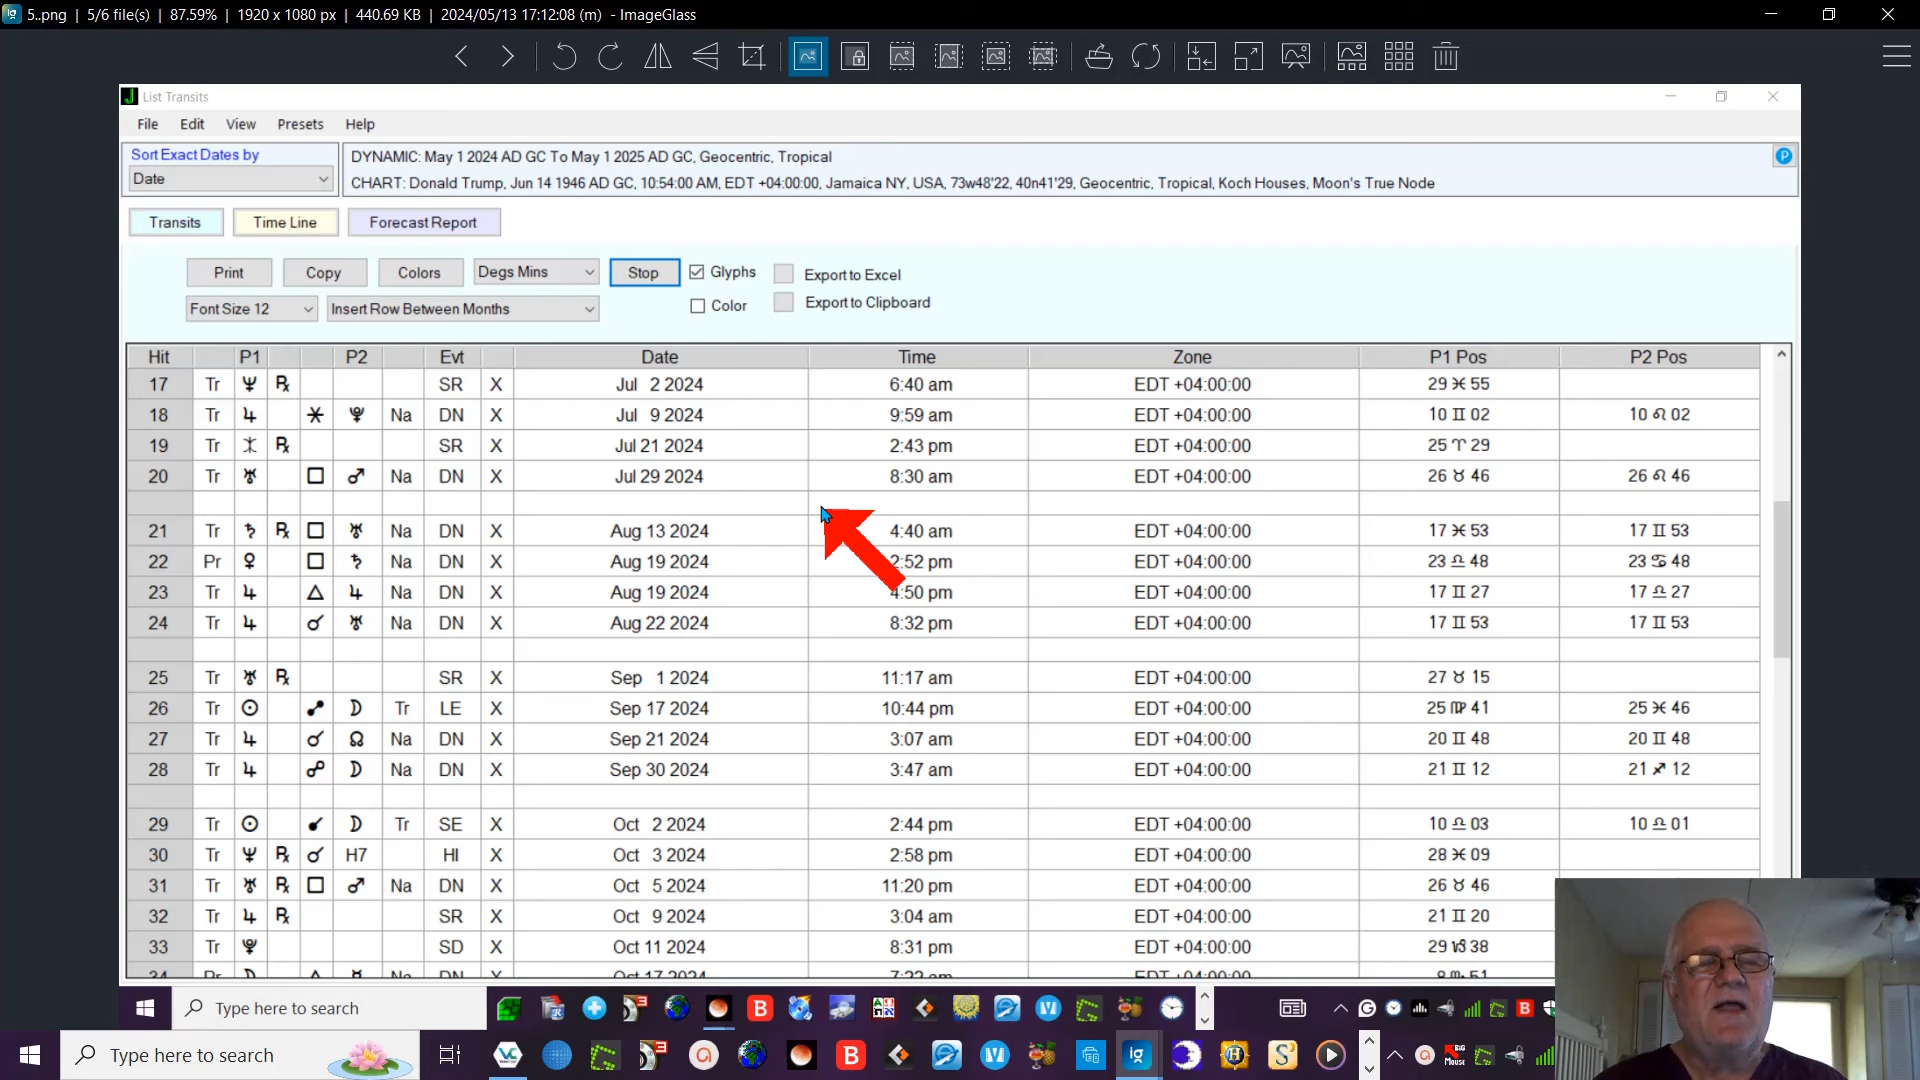 5..png | 5/6 file(s) | 87.59% | 1920 x 1080 px | 440.69 KB | 2024/05/13 17:12:08 (m) - ImageGlass
List Transits
File Edit View Presets Help
Sort Exact Dates by
Date
DYNAMIC: May 1 2024 AD GC To May 1 2025 AD GC, Geocentric, Tropical
CHART: Donald Trump, Jun 14 1946 AD GC, 10:54:00 AM, EDT +04:00:00, Jamaica NY, USA, 73w48'22, 40n41'29, Geocentric, Tropical, Koch Houses, Moon's True Node
Transits Time Line Forecast Report
Print Copy Colors Degs Mins Stop Glyphs Export to Excel
Font Size 12 Insert Row Between Months Color Export to Clipboard
Hit P1 P2 Evt Date Time Zone P1 Pos P2 Pos
17 Tr ♆ ℞ SR X Jul 2 2024 6:40 am EDT +04:00:00 29 ♓ 55
18 Tr ♃ ⚹ ♇ Na DN X Jul 9 2024 9:59 am EDT +04:00:00 10 ♊ 02 10 ♌ 02
19 Tr ℞ SR X Jul 21 2024 2:43 pm EDT +04:00:00 25 ♈ 29
20 Tr ♅ □ ♂ Na DN X Jul 29 2024 8:30 am EDT +04:00:00 26 ♉ 46 26 ♌ 46
21 Tr ♄ ℞ □ ♅ Na DN X Aug 13 2024 4:40 am EDT +04:00:00 17 ♓ 53 17 ♊ 53
22 Pr ♀ □ ♄ Na DN X Aug 19 2024 2:52 pm EDT +04:00:00 23 ♎ 48 23 ♋ 48
23 Tr ♃ △ ♃ Na DN X Aug 19 2024 4:50 pm EDT +04:00:00 17 ♊ 27 17 ♎ 27
24 Tr ♃ ☌ ♅ Na DN X Aug 22 2024 8:32 pm EDT +04:00:00 17 ♊ 53 17 ♊ 53
25 Tr ♅ ℞ SR X Sep 1 2024 11:17 am EDT +04:00:00 27 ♉ 15
26 Tr ☉ ☍ ☽ Tr LE X Sep 17 2024 10:44 pm EDT +04:00:00 25 ♍ 41 25 ♓ 46
27 Tr ♃ ☌ ☊ Na DN X Sep 21 2024 3:07 am EDT +04:00:00 20 ♊ 48 20 ♊ 48
28 Tr ♃ ☍ ☽ Na DN X Sep 30 2024 3:47 am EDT +04:00:00 21 ♊ 12 21 ♐ 12
29 Tr ☉ ☌ ☽ Tr SE X Oct 2 2024 2:44 pm EDT +04:00:00 10 ♎ 03 10 ♎ 01
30 Tr ♆ ℞ ☌ H7 HI X Oct 3 2024 2:58 pm EDT +04:00:00 28 ♓ 09
31 Tr ♅ ℞ □ ♂ Na DN X Oct 5 2024 11:20 pm EDT +04:00:00 26 ♉ 46
32 Tr ♃ ℞ SR X Oct 9 2024 3:04 am EDT +04:00:00 21 ♊ 20
33 Tr ♇ SD X Oct 11 2024 8:31 pm EDT +04:00:00 29 ♑ 38
Type here to search
Type here to search